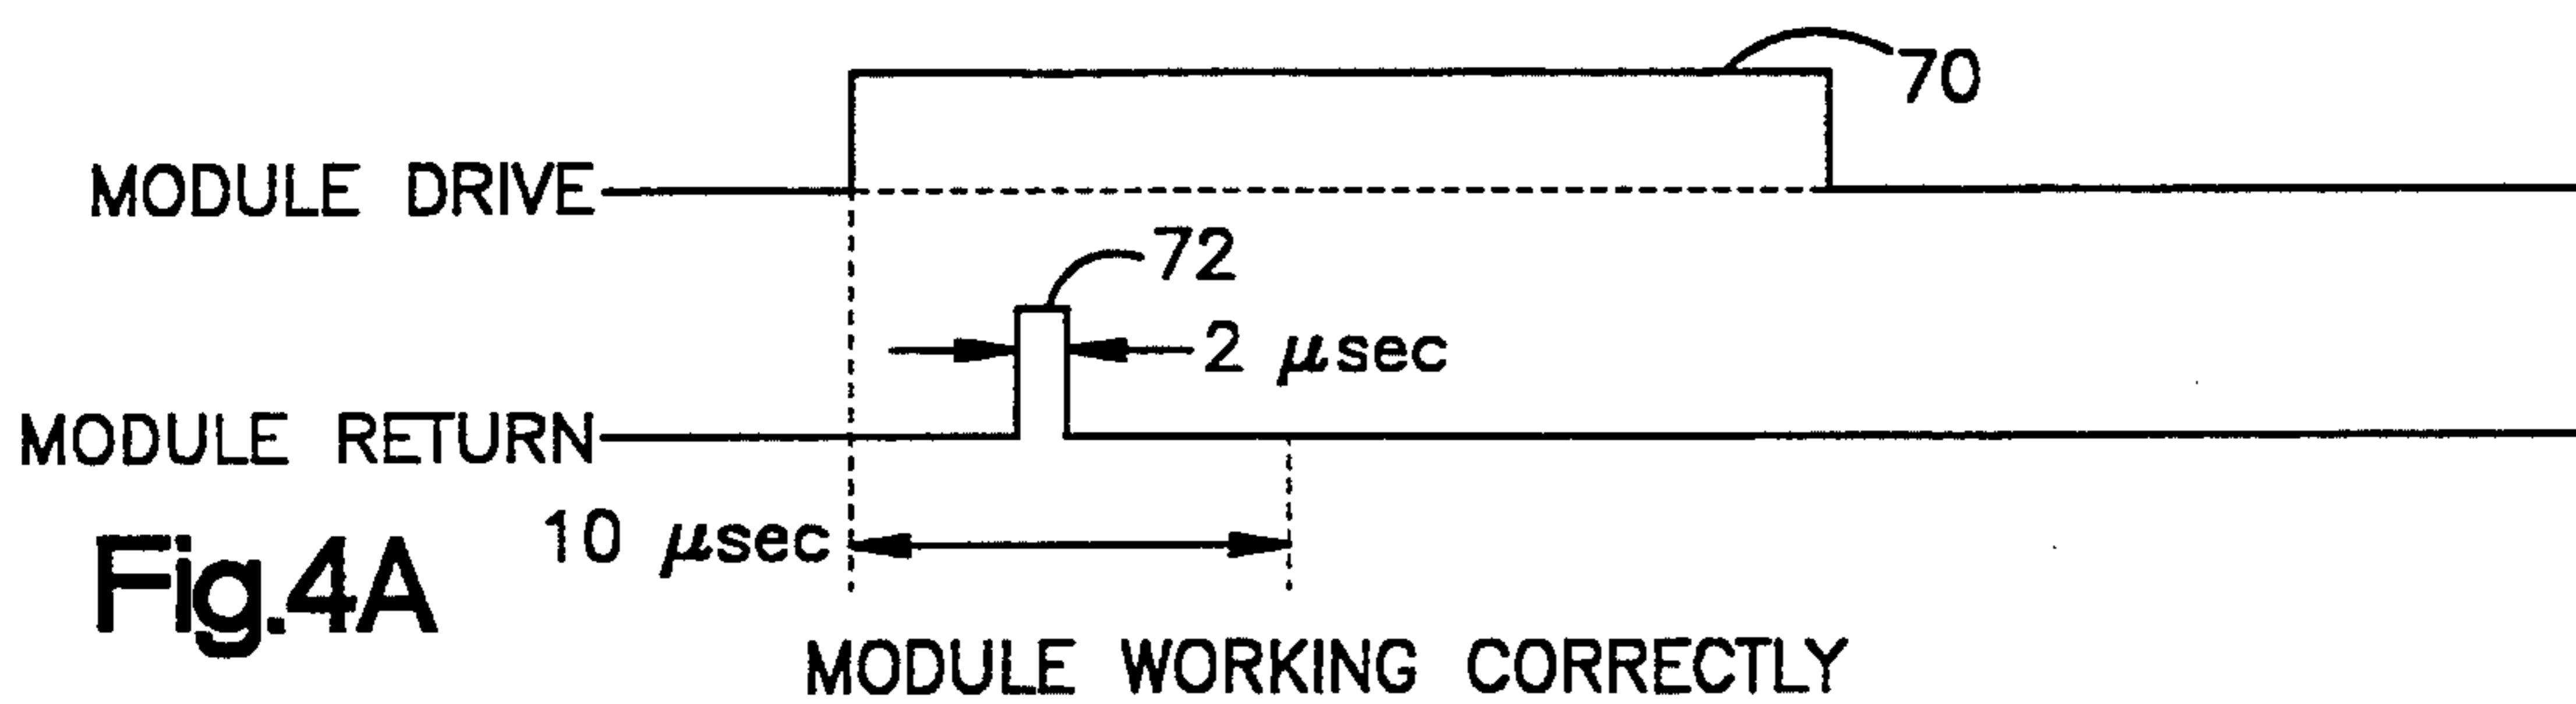 70
MODULE DRIVE
72
2 μsec
MODULE RETURN
10 μsec
Fig.4A
MODULE WORKING CORRECTLY